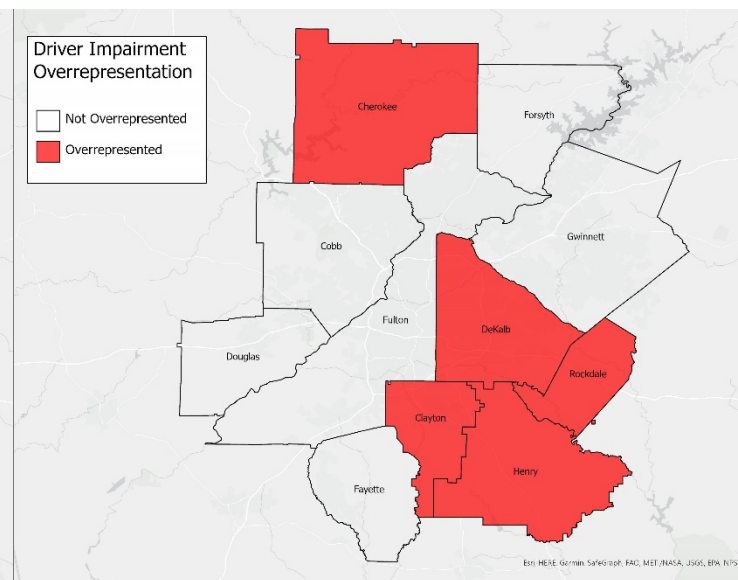 Driver Impairment
Overrepresentation
Not Overrepresented
Overrepresented
Cherokee
Forsyth
Cobb
Gwinnett
Fulton
DeKalb
Douglas
Rockdale
Clayton
Henry
Fayette
Esri, HERE, Garmin, SafeGraph, FAO, METI/NASA, USGS, EPA, NPS